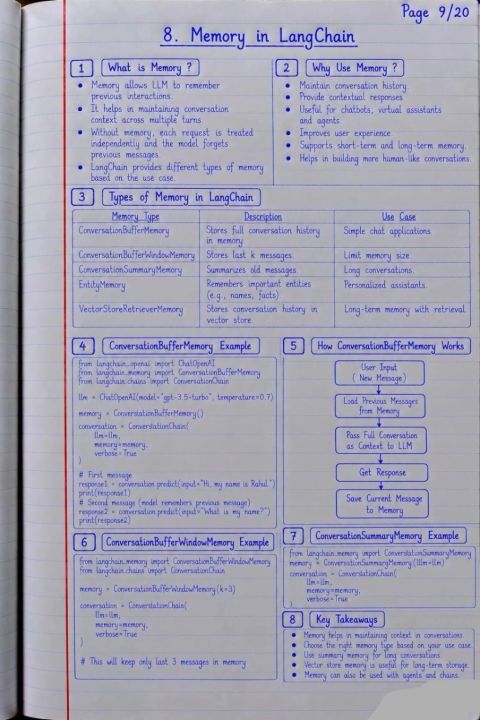 Page 9/20
8. Memory in LangChain
1 What is Memory ?
• Memory allows LLM to remember
previous interactions.
• It helps in maintaining conversation
context across multiple turns.
• Without memory, each request is treated
independently and the model forgets
previous messages.
• LangChain provides different types of memory
based on the use case.
2 Why Use Memory ?
• Maintain conversation history
• Provide contextual responses
• Useful for chatbots, virtual assistants
and agents
• Improves user experience
• Supports short-term and long-term memory.
• Helps in building more human-like conversations.
3 Types of Memory in LangChain
Memory Type Description Use Case
ConversationBufferMemory Stores full conversation history Simple chat applications
in memory
ConversationBufferWindowMemory Stores last k messages Limit memory size
ConversationSummaryMemory Summarizes old messages Long conversations.
EntityMemory Remembers important entities Personalized assistants.
(e.g., names, facts)
VectorStoreRetrieverMemory Stores conversation history in Long-term memory with retrieval
vector store
4 ConversationBufferMemory Example
from langchain_openai import ChatOpenAI
from langchain.memory import ConversationBufferMemory
from langchain.chains import ConversationChain
llm = ChatOpenAI(model="gpt-3.5-turbo", temperature=0.7)
memory = ConverstationBufferMemory()
conversation = ConverstationChain(
llm=llm,
memory=memory,
verbose=True
)
# First message
response1 = conversation.predict(input="Hi, my name is Rahul.")
print(response1)
# Second message (model remembers previous message)
response2 = conversation.predict(input="What is my name?")
print(response2)
5 How ConversationBufferMemory Works
User Input
(New Message)
Load Previous Messages
from Memory
Pass Full Conversation
as Context to LLM
Get Response
Save Current Message
to Memory
6 ConversationBufferWindowMemory Example
from langchain.memory import ConversationBufferWindowMemory
from langchain.chains import ConversationChain
memory = ConversationBufferWindowMemory(k=3)
conversation = ConverstationChain(
llm=llm,
memory=memory,
verbose=True
)
# This will keep only last 3 messages in memory
7 ConversationSummaryMemory Example
from langchain.memory import ConverstationSummaryMemory
memory = ConversationSummaryMemory(llm=llm)
conversation = ConverstationChain(
llm=llm,
memory=memory,
verbose=True
)
8 Key Takeaways
• Memory helps in maintaining context in conversations.
• Choose the right memory type based on your use case.
• Use summary memory for long conversations.
• Vector store memory is useful for long-term storage.
• Memory can also be used with agents and chains.